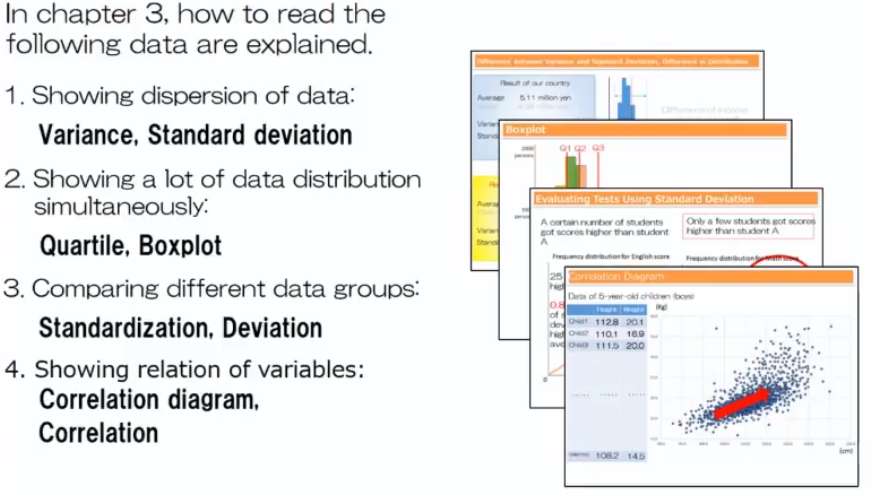 In chapter 3, how to read the
following data are explained.
1. Showing dispersion of data:
Variance, Standard deviation
2. Showing a lot of data distribution
simultaneously:
Quartile, Boxplot
3. Comparing different data groups:
Standardization, Deviation
4. Showing relation of variables:
Correlation diagram,
Correlation
Difference between Variance and Standard Deviation, Difference in Distribution
Result of our country
Average 5.11 million yen
Difference of income
Boxplot
2000
persons
Q1 Q2 Q3
Evaluating Tests Using Standard Deviation
A certain number of students
got scores higher than student
A
Only a few students got scores
higher than student A
Frequency distribution for English score
Frequency distribution for Math score
Correlation Diagram
Data of 5-year-old children (boys)
Height Weight
Child1 112.8 20.1
Child2 110.1 16.9
Child3 111.5 20.0
108.2 14.5
(Kg)
(cm)